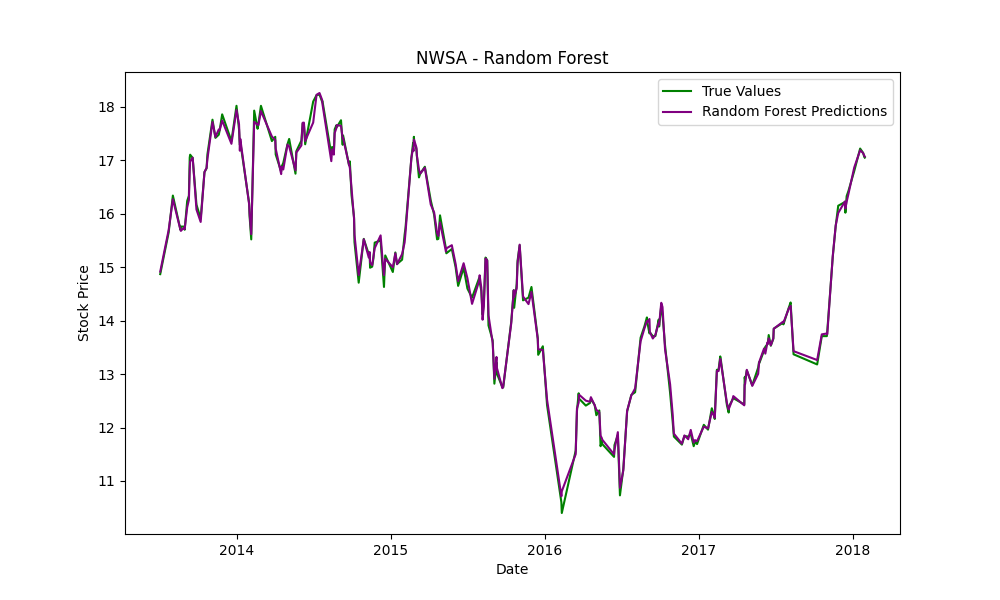 NWSA - Random Forest
True Values
Random Forest Predictions
Stock Price
18
17
16
15
14
13
12
11
2014
2015
2016
2017
2018
Date